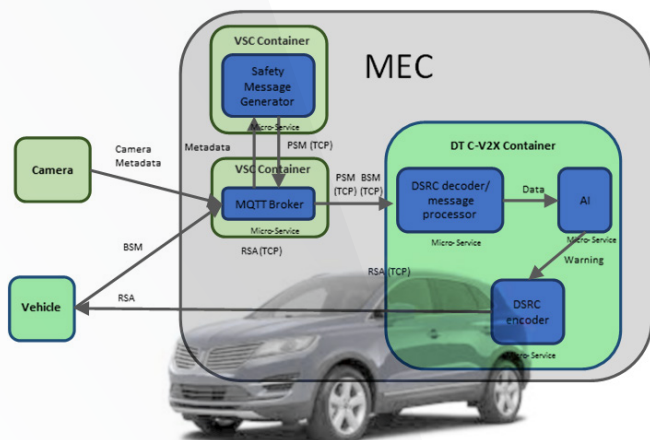 VSC Container
MEC
Safety
Message
Generator
Micro-Service
Camera
Metadata
Metadata
PSM (TCP)
DT C-V2X Container
Camera
VSC Container
PSM BSM
(TCP) (TCP)
MQTT Broker
DSRC decoder/
message
processor
Data
AI
BSM
Micro-Service
Micro-Service
Micro-Service
RSA (TCP)
Warning
RSA (TCP)
Vehicle
RSA
DSRC
encoder
Micro-Service